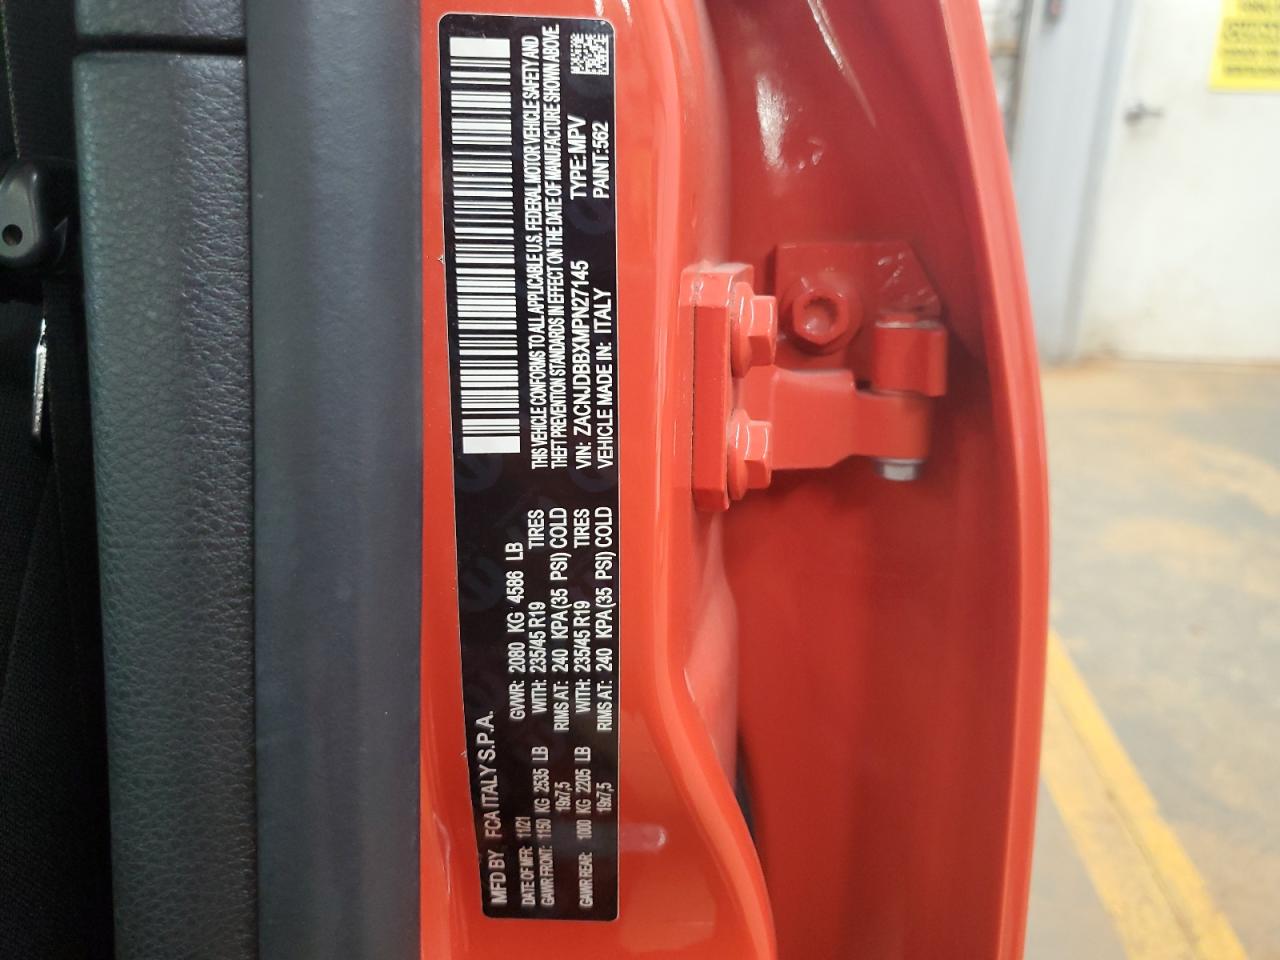 MFD BY FCA ITALY S.P.A.
DATE OF MFR: 11/21 GVWR: 2080 KG 4586 LB
GAWR FRONT: 1150 KG 2535 LB WITH: 235/45 R19 TIRES
19x7,5 RIMS AT: 240 KPA(35 PSI) COLD
GAWR REAR: 1000 KG 2205 LB WITH: 235/45 R19 TIRES
19x7,5 RIMS AT: 240 KPA(35 PSI) COLD
THIS VEHICLE CONFORMS TO ALL APPLICABLE U.S. FEDERAL MOTOR VEHICLE SAFETY AND
THEFT PREVENTION STANDARDS IN EFFECT ON THE DATE OF MANUFACTURE SHOWN ABOVE.
VIN: ZACNJDBBXMPN27145 TYPE: MPV
VEHICLE MADE IN: ITALY PAINT:562